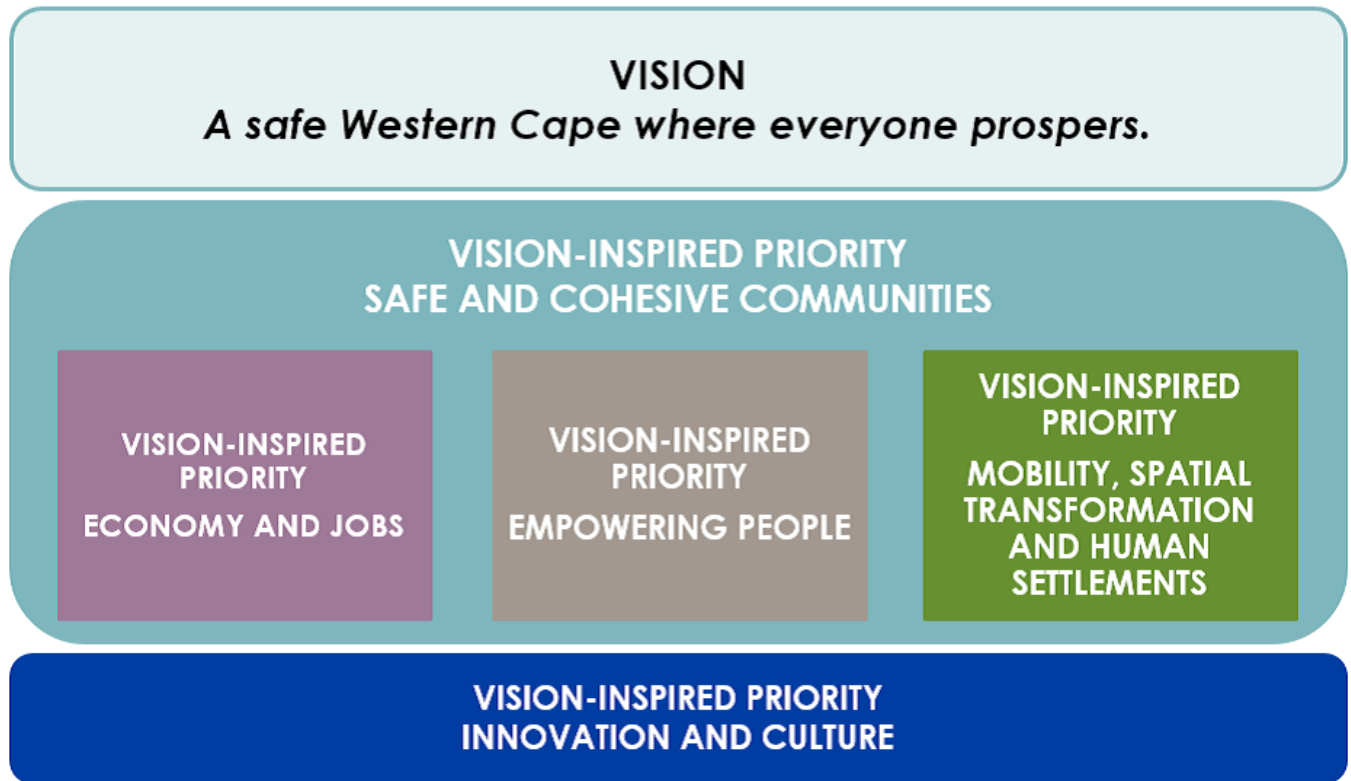 VISION
A safe Western Cape where everyone prospers.
VISION-INSPIRED PRIORITY
SAFE AND COHESIVE COMMUNITIES
VISION-INSPIRED
PRIORITY
ECONOMY AND JOBS
VISION-INSPIRED
PRIORITY
EMPOWERING PEOPLE
VISION-INSPIRED
PRIORITY
MOBILITY, SPATIAL
TRANSFORMATION
AND HUMAN
SETTLEMENTS
VISION-INSPIRED PRIORITY
INNOVATION AND CULTURE